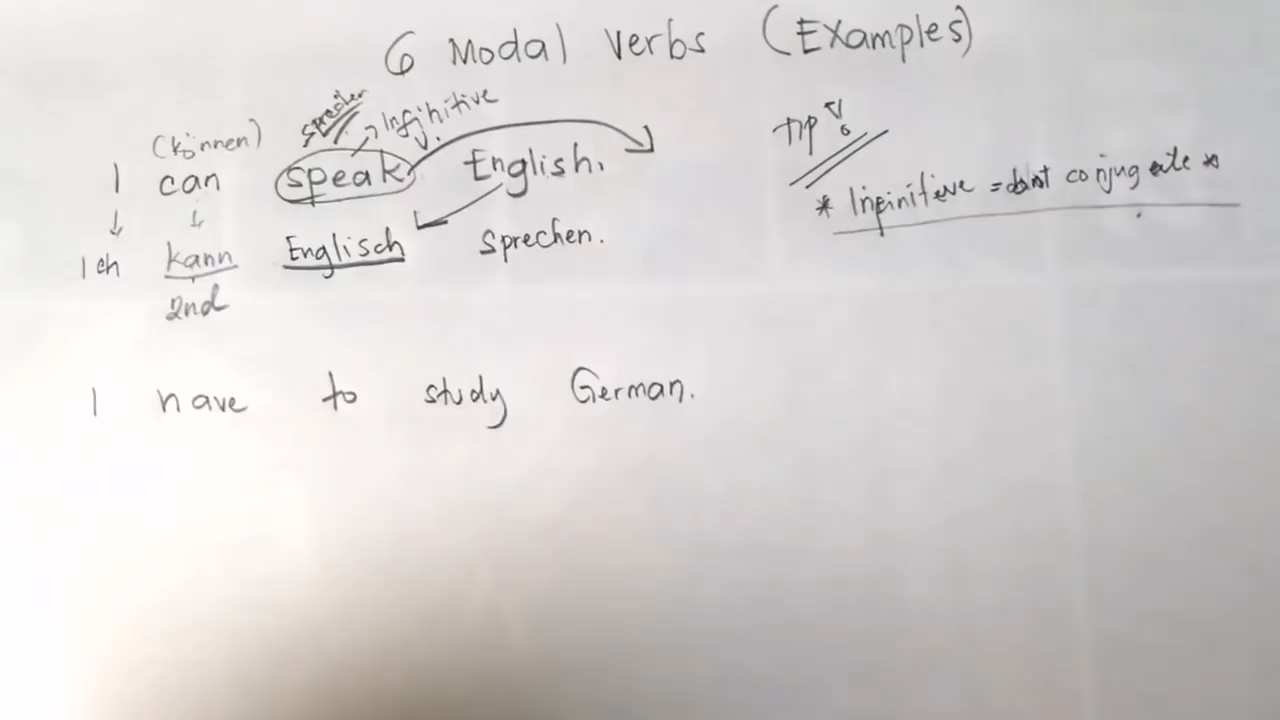 6 Modal verbs (Examples)
sprechen Infinitive
(können)
I can speak English.
Ich kann Englisch sprechen.
2nd
Tip!
* Infinitive = don't conjugate *
I have to study German.